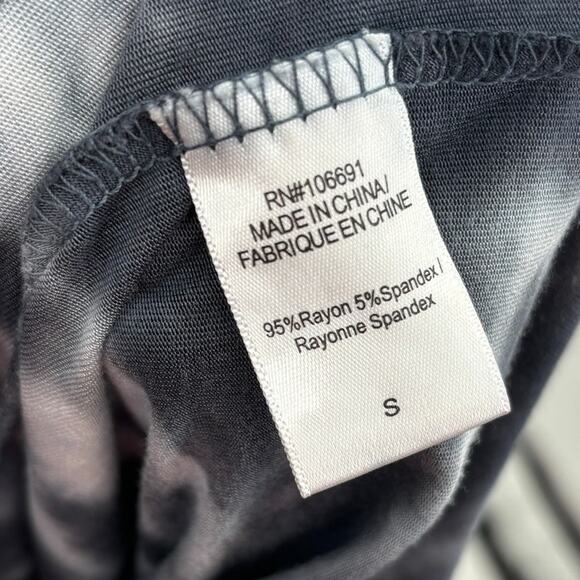 RN#106691
MADE IN CHINA/
FABRIQUE EN CHINE
95%Rayon 5%Spandex/
Rayonne Spandex
S